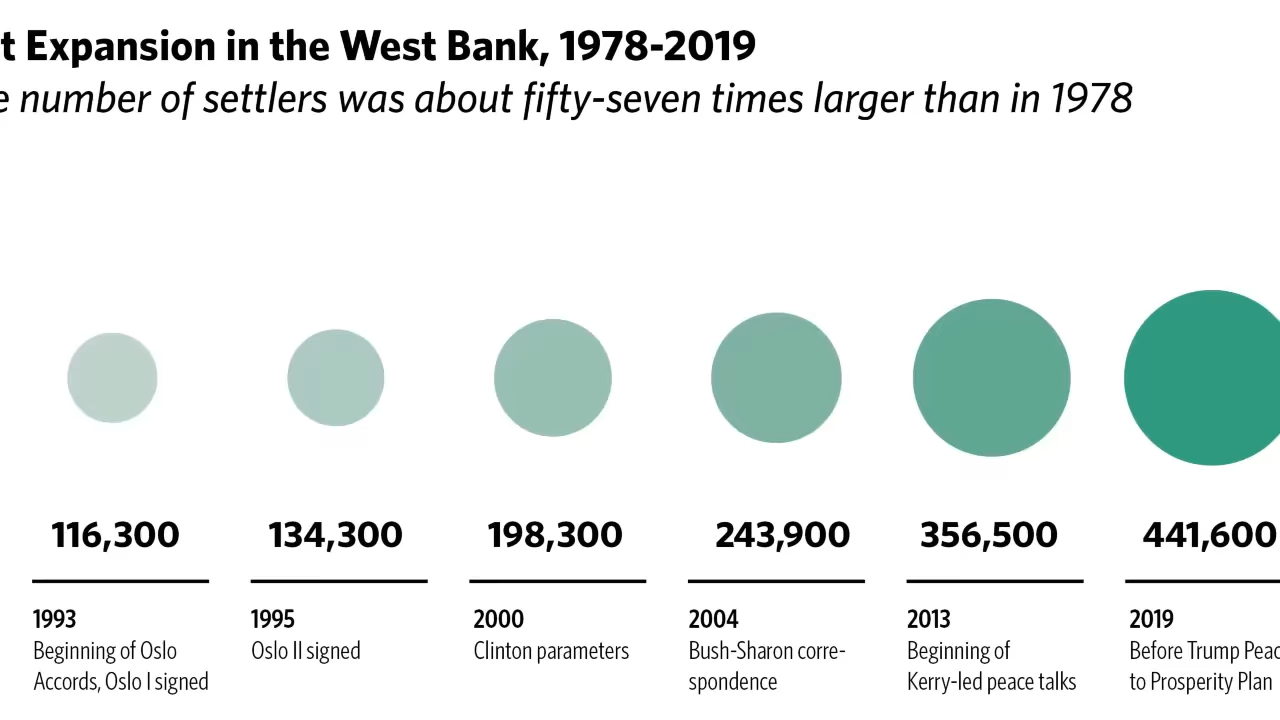 t Expansion in the West Bank, 1978-2019
e number of settlers was about fifty-seven times larger than in 1978
116,300
134,300
198,300
243,900
356,500
441,600
1993
Beginning of Oslo
Accords, Oslo I signed
1995
Oslo II signed
2000
Clinton parameters
2004
Bush-Sharon corre-
spondence
2013
Beginning of
Kerry-led peace talks
2019
Before Trump Peac
to Prosperity Plan